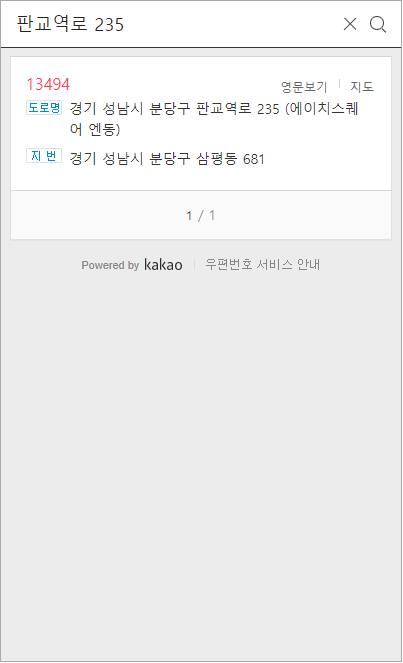 판교역로 235
13494 영문보기 지도
도로명 경기 성남시 분당구 판교역로 235 (에이치스퀘
어 엔동)
지 번 경기 성남시 분당구 삼평동 681
1 / 1
Powered by kakao 우편번호 서비스 안내